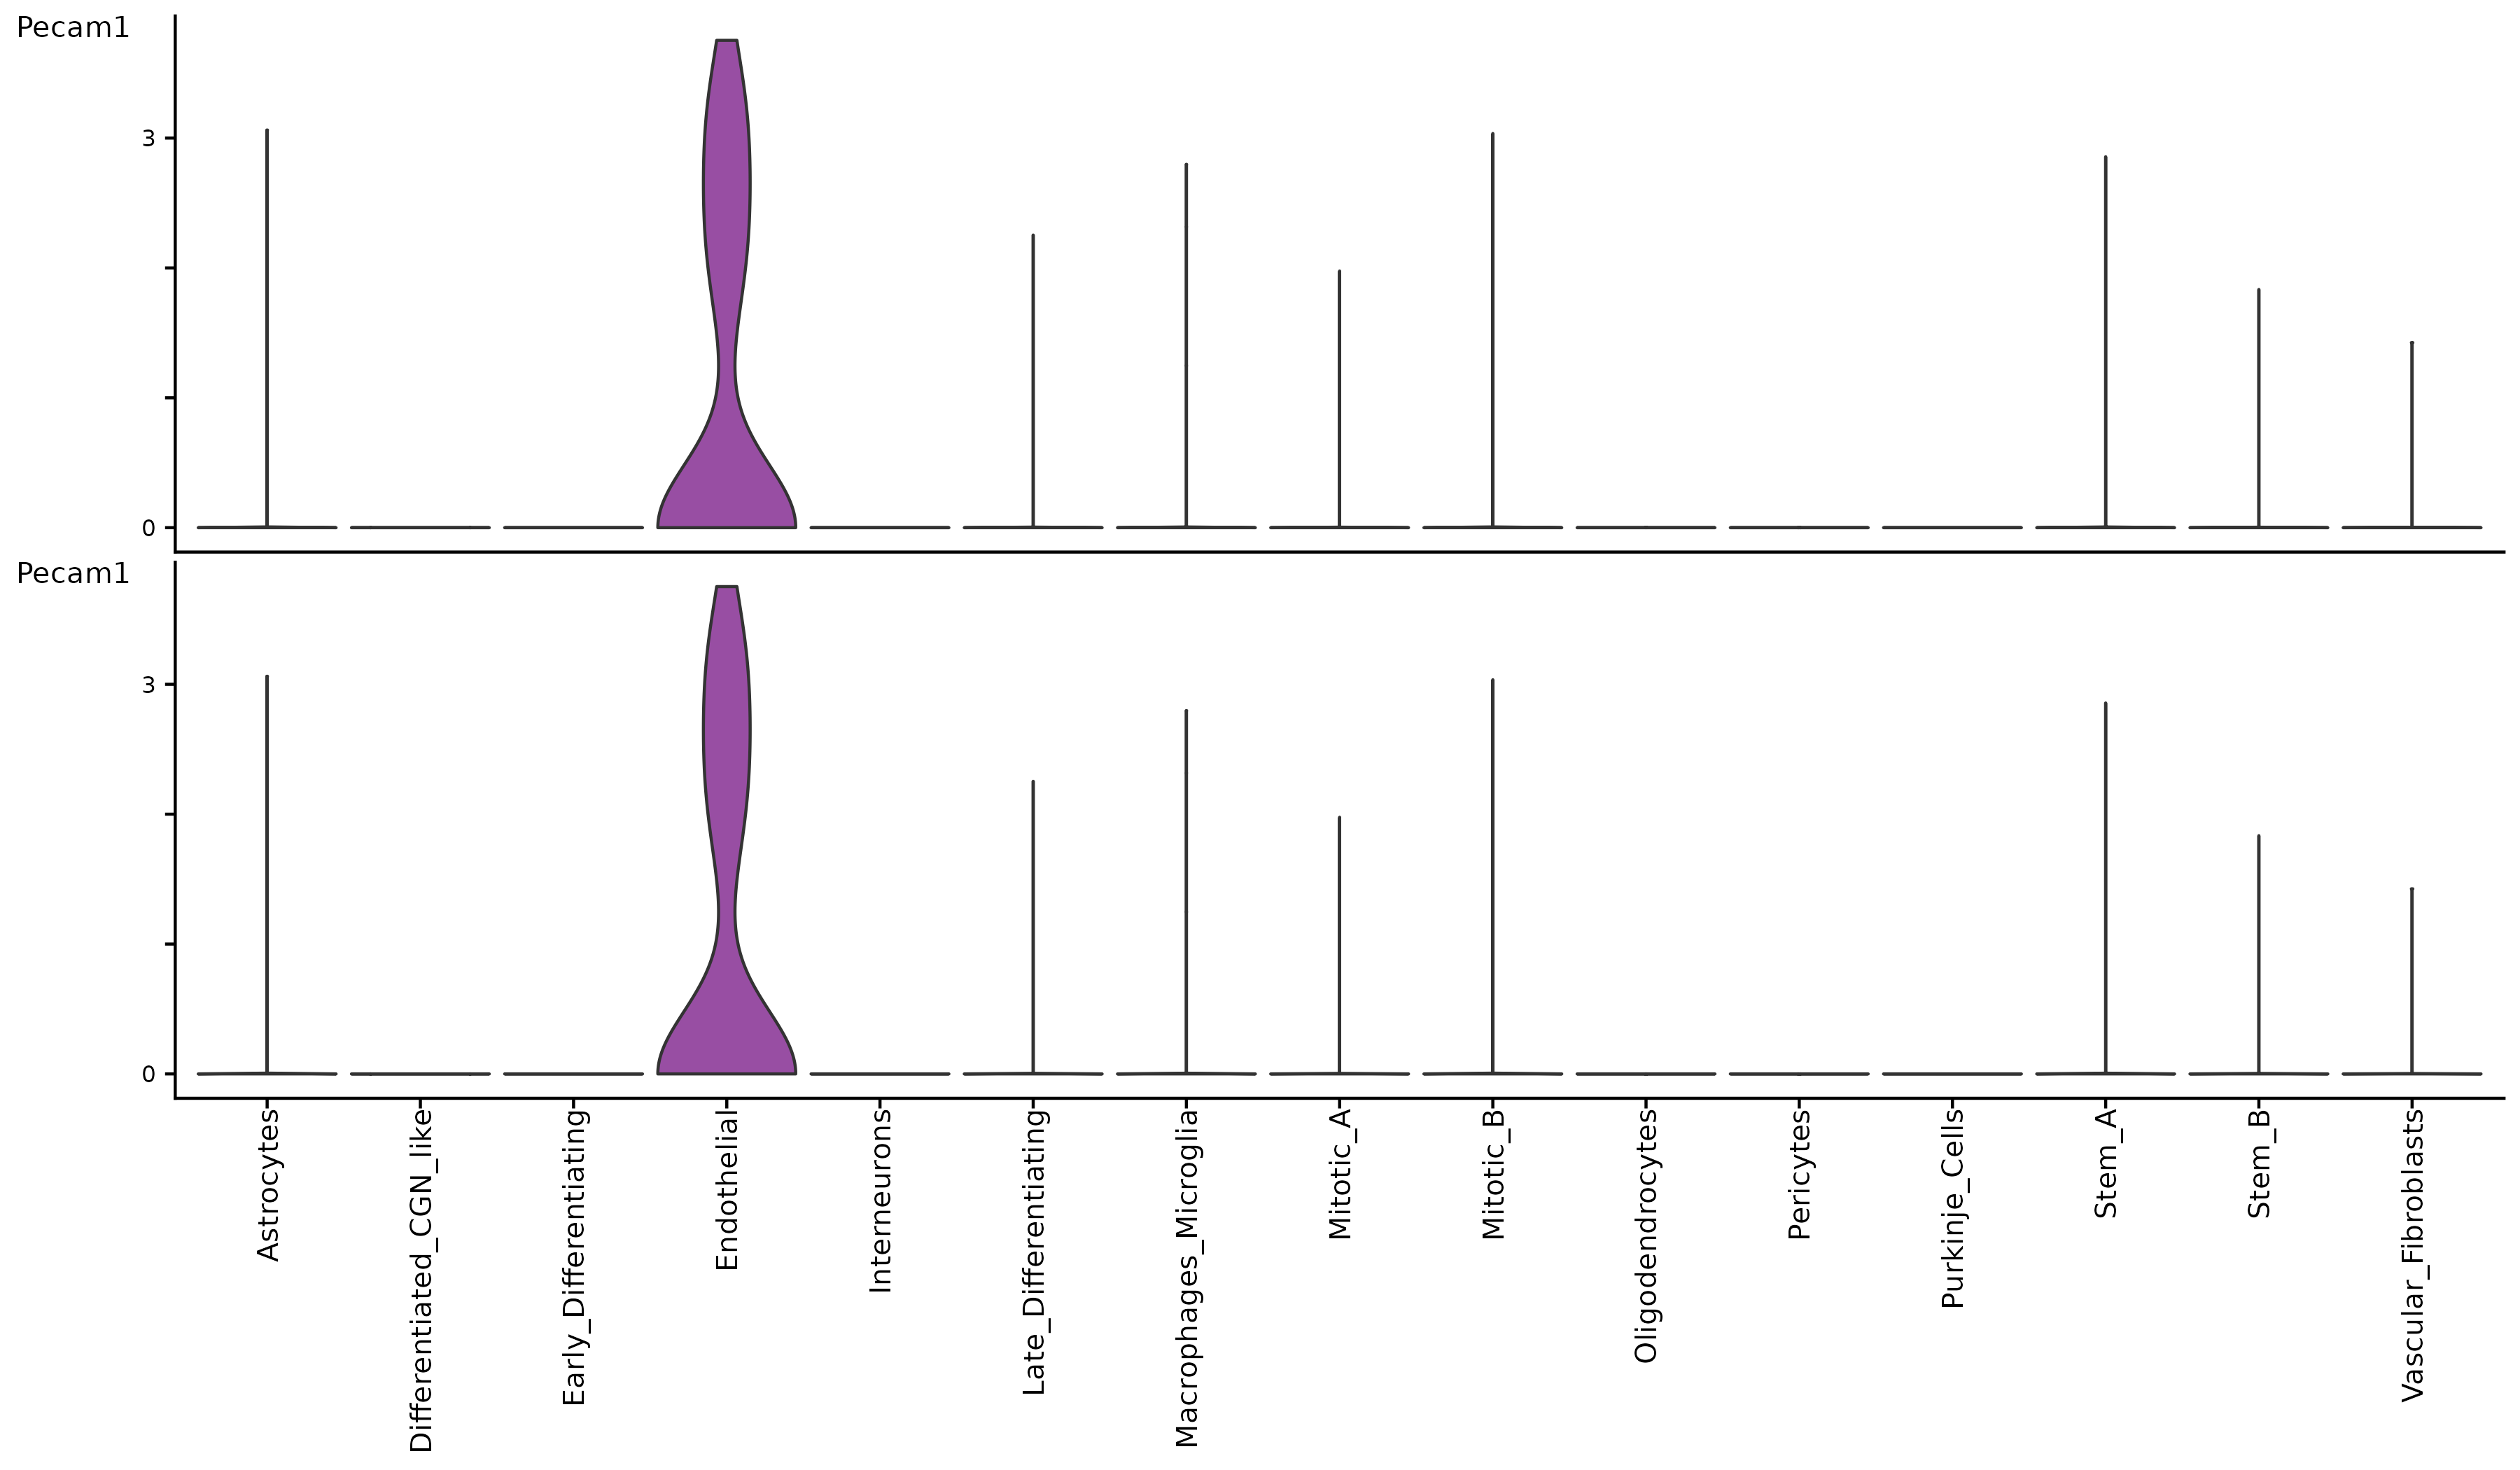 Pecam1
3
0
Pecam1
3
0
Astrocytes
Differentiated_CGN_like
Early_Differentiating
Endothelial
Interneurons
Late_Differentiating
Macrophages_Microglia
Mitotic_A
Mitotic_B
Oligodendrocytes
Pericytes
Purkinje_Cells
Stem_A
Stem_B
Vascular_Fibroblasts